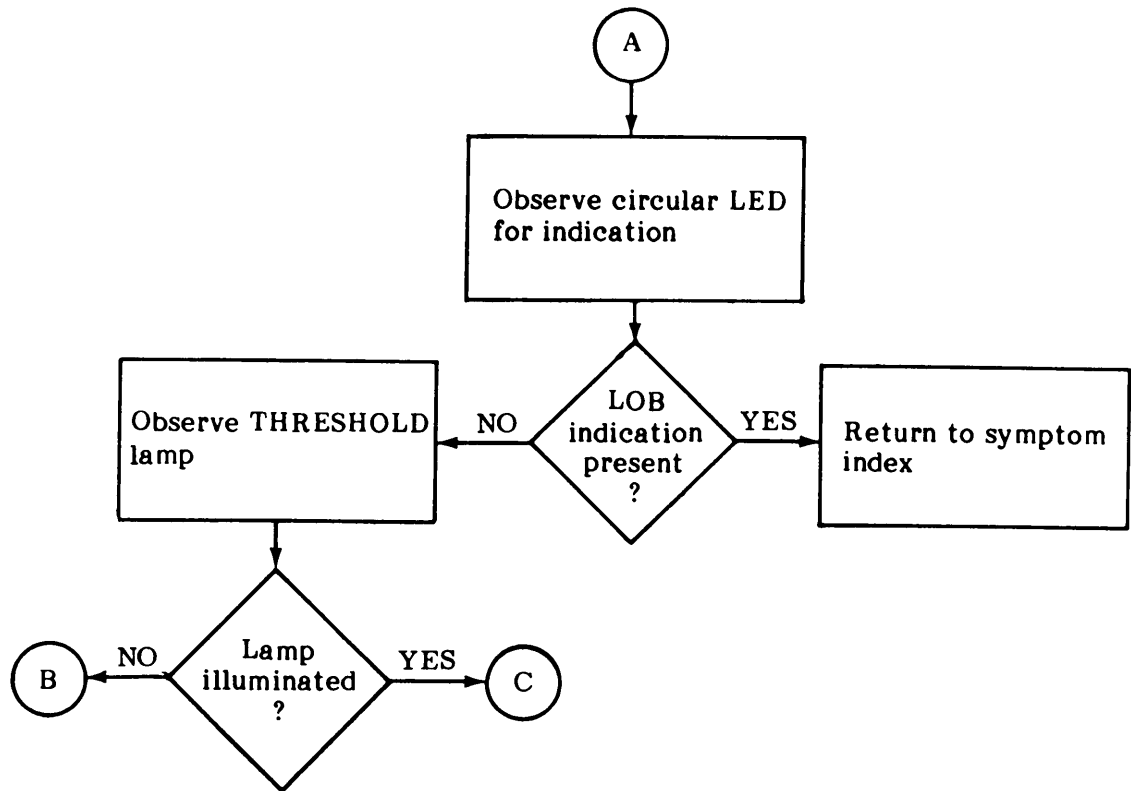 A
Observe circular LED
for indication
LOB
indication
present
?
NO
YES
Observe THRESHOLD
lamp
Return to symptom
index
Lamp
illuminated
?
NO
YES
B
C